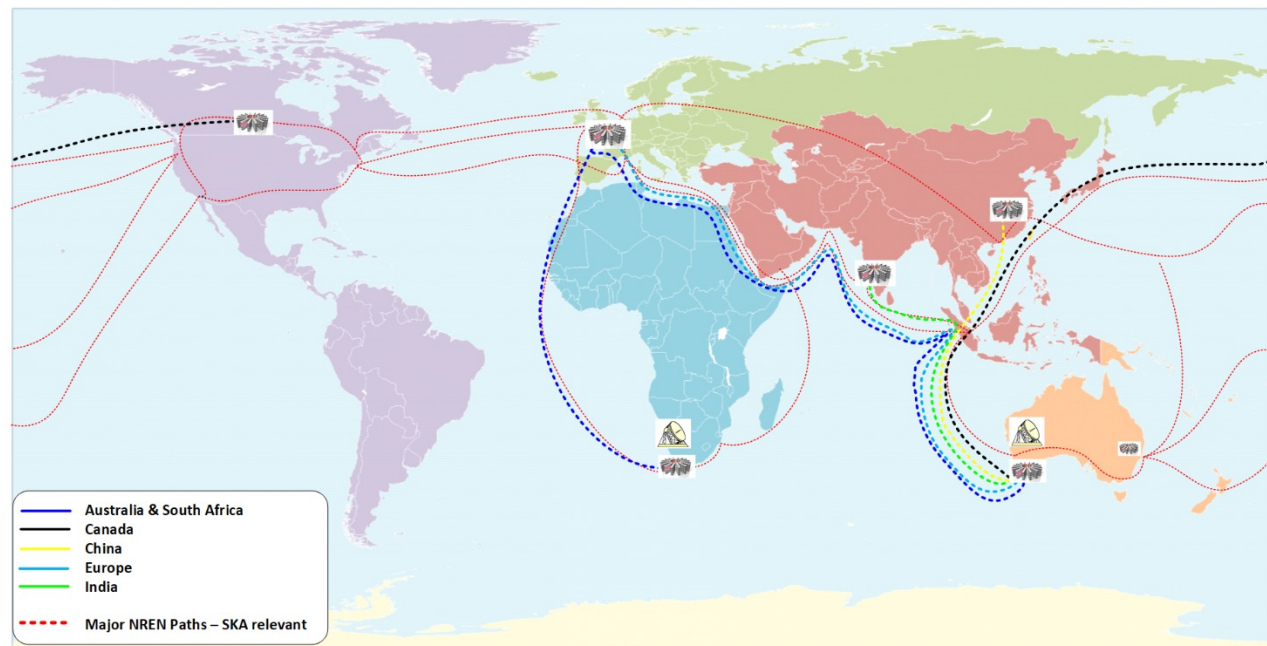 Australia & South Africa
Canada
China
Europe
India
Major NREN Paths – SKA relevant